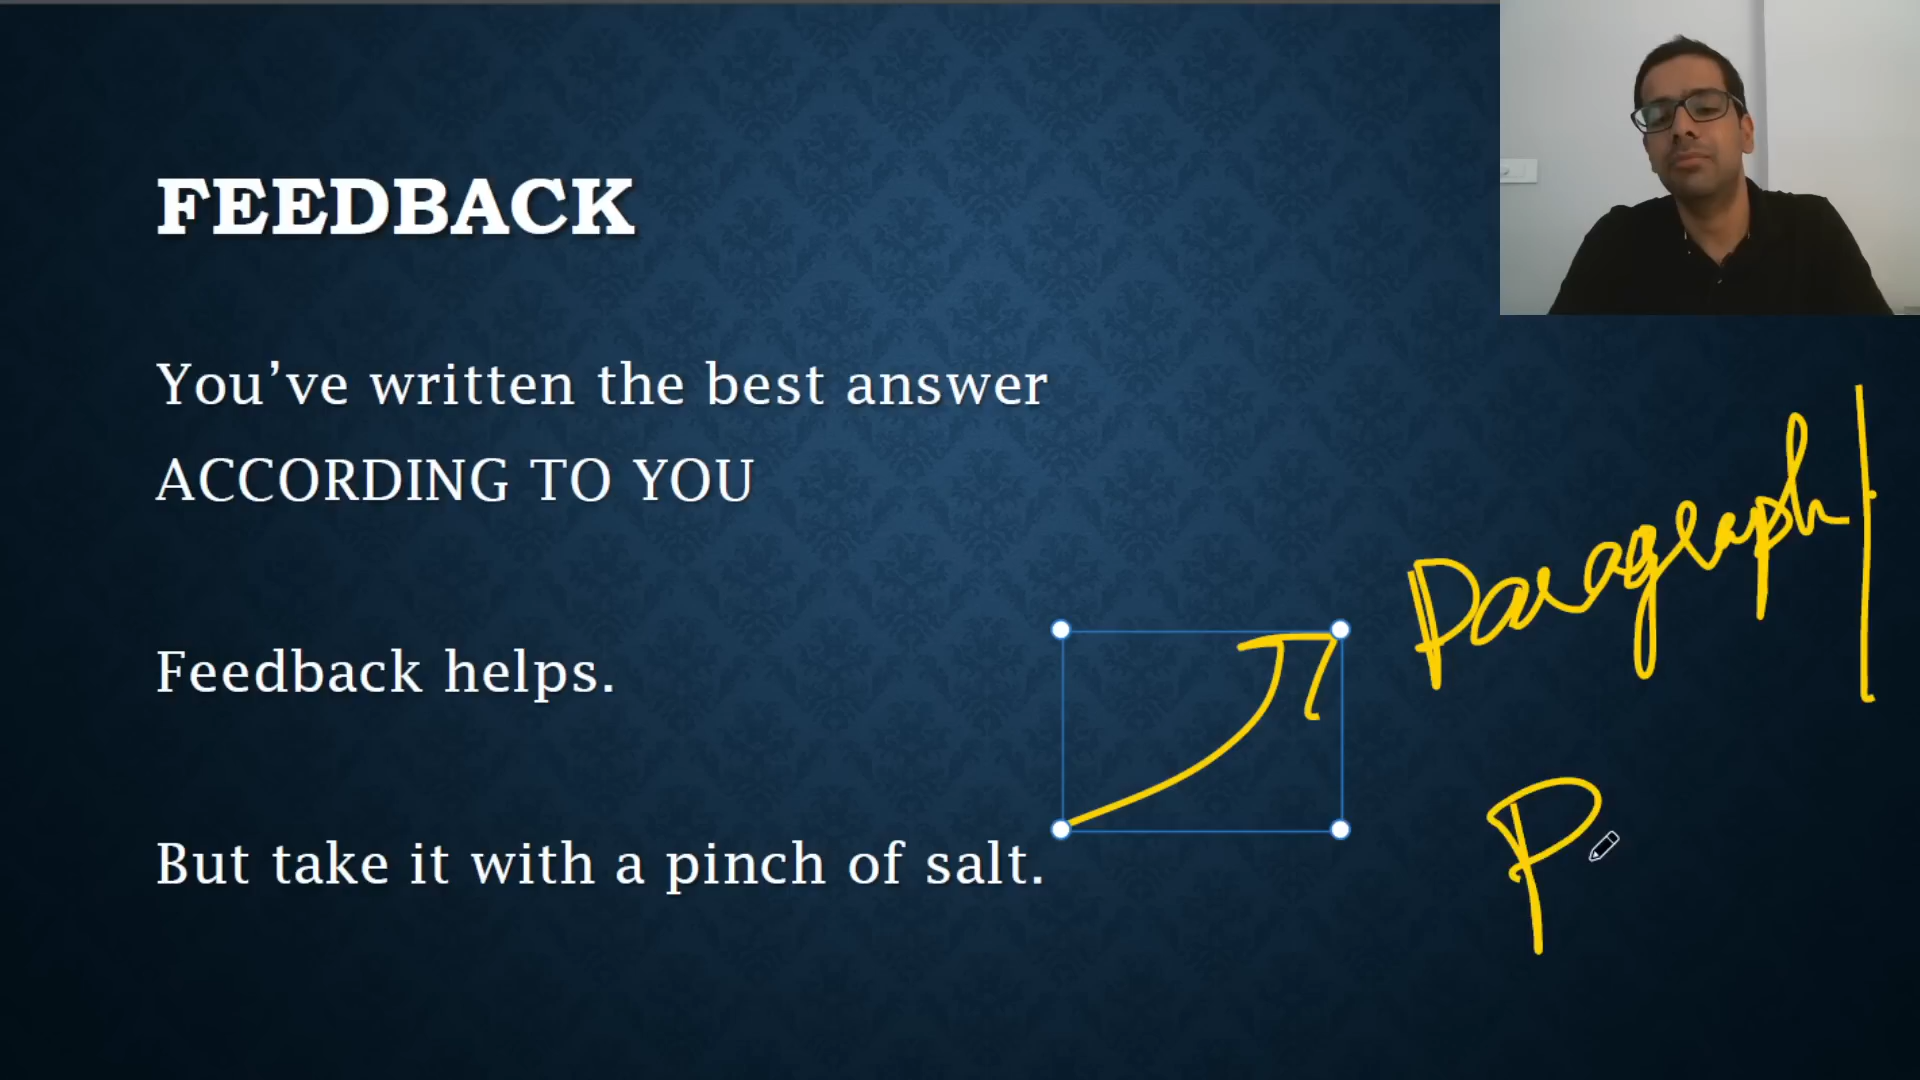 FEEDBACK
You've written the best answer
ACCORDING TO YOU
Feedback helps.
But take it with a pinch of salt.
Paragraph
P